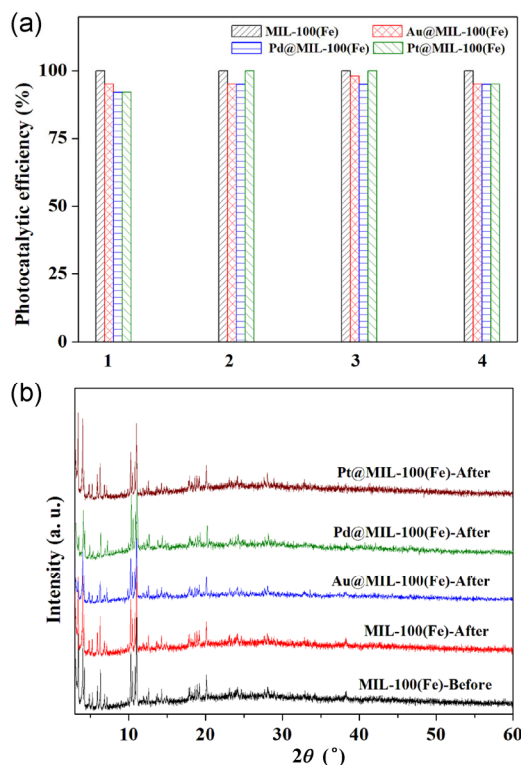 (a)
MIL-100(Fe) Au@MIL-100(Fe)
Pd@MIL-100(Fe) Pt@MIL-100(Fe)
Photocatalytic efficiency (%)
100
75
50
25
0
1 2 3 4
(b)
Intensity (a. u.)
Pt@MIL-100(Fe)-After
Pd@MIL-100(Fe)-After
Au@MIL-100(Fe)-After
MIL-100(Fe)-After
MIL-100(Fe)-Before
10 20 30 40 50 60
2θ (°)